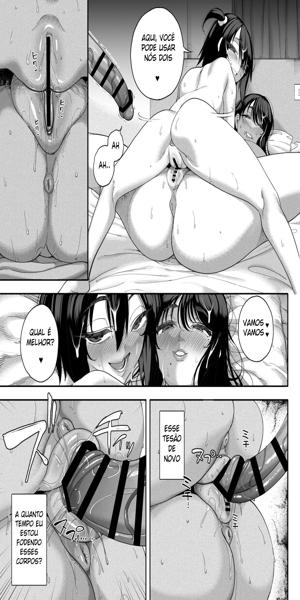 AQUI, VOCÊ
PODE USAR
NÓS DOIS
♥
AH
AH..
QUAL É
MELHOR?
♥
VAMOS ♥
VAMOS ♥
ESSE
TESÃO
DE NOVO
A QUANTO
TEMPO EU
ESTOU
FODENDO
ESSES
CORPOS?